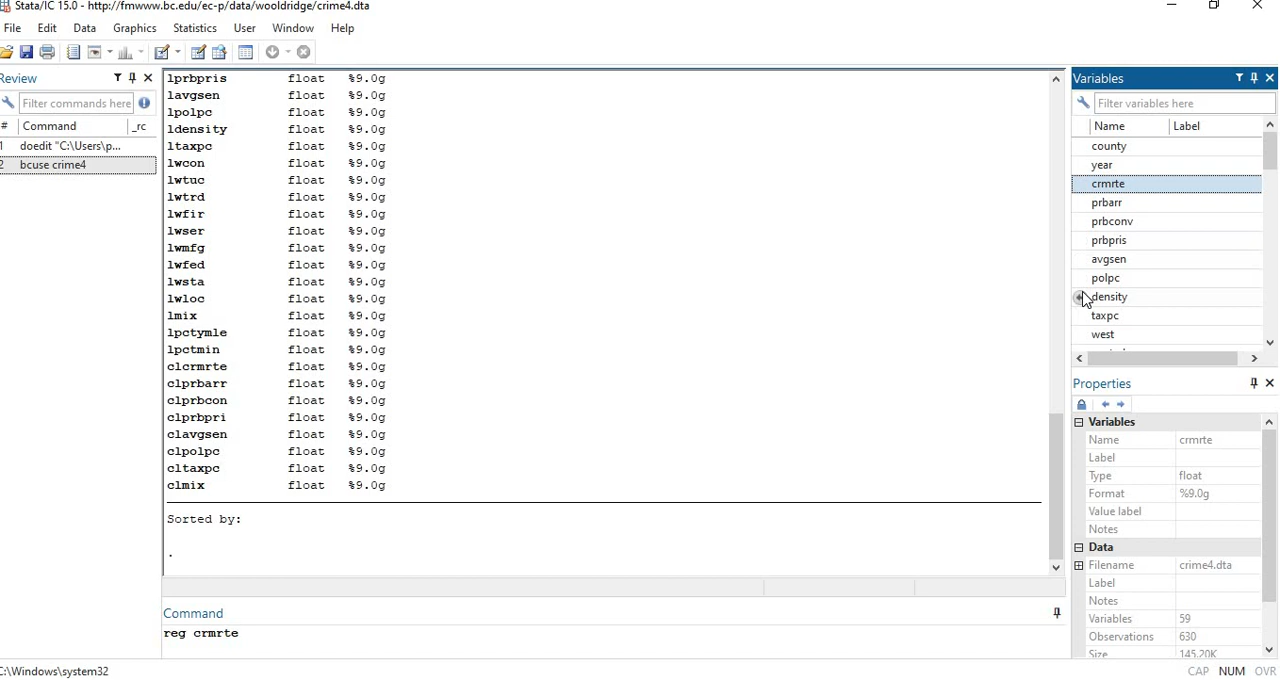 Stata/IC 15.0 - http://fmwww.bc.edu/ec-p/data/wooldridge/crime4.dta
File Edit Data Graphics Statistics User Window Help
Review
Filter commands here
# Command _rc
1 doedit "C:\Users\p...
2 bcuse crime4
lprbpris float %9.0g
lavgsen float %9.0g
lpolpc float %9.0g
ldensity float %9.0g
ltaxpc float %9.0g
lwcon float %9.0g
lwtuc float %9.0g
lwtrd float %9.0g
lwfir float %9.0g
lwser float %9.0g
lwmfg float %9.0g
lwfed float %9.0g
lwsta float %9.0g
lwloc float %9.0g
lmix float %9.0g
lpctymle float %9.0g
lpctmin float %9.0g
clcrmrte float %9.0g
clprbarr float %9.0g
clprbcon float %9.0g
clprbpri float %9.0g
clavgsen float %9.0g
clpolpc float %9.0g
cltaxpc float %9.0g
clmix float %9.0g
Sorted by:
.
Command
reg crmrte
Variables
Filter variables here
Name Label
county
year
crmrte
prbarr
prbconv
prbpris
avgsen
polpc
density
taxpc
west
Properties
Variables
Name crmrte
Label
Type float
Format %9.0g
Value label
Notes
Data
Filename crime4.dta
Label
Notes
Variables 59
Observations 630
Size 145.20K
C:\Windows\system32
CAP NUM OVR